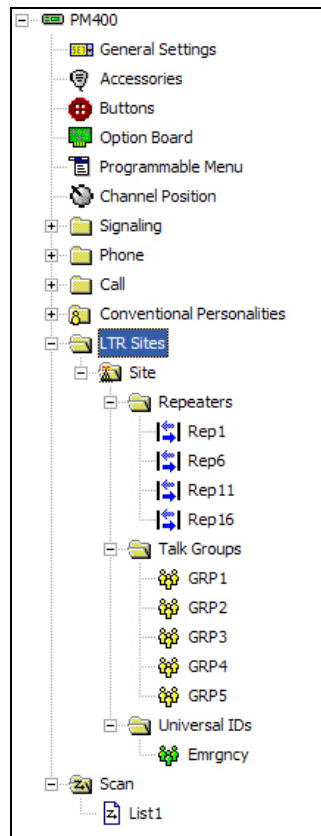 PM400
General Settings
Accessories
Buttons
Option Board
Programmable Menu
Channel Position
Signaling
Phone
Call
Conventional Personalities
LTR Sites
Site
Repeaters
Rep1
Rep6
Rep11
Rep16
Talk Groups
GRP1
GRP2
GRP3
GRP4
GRP5
Universal IDs
Emrgncy
Scan
List1